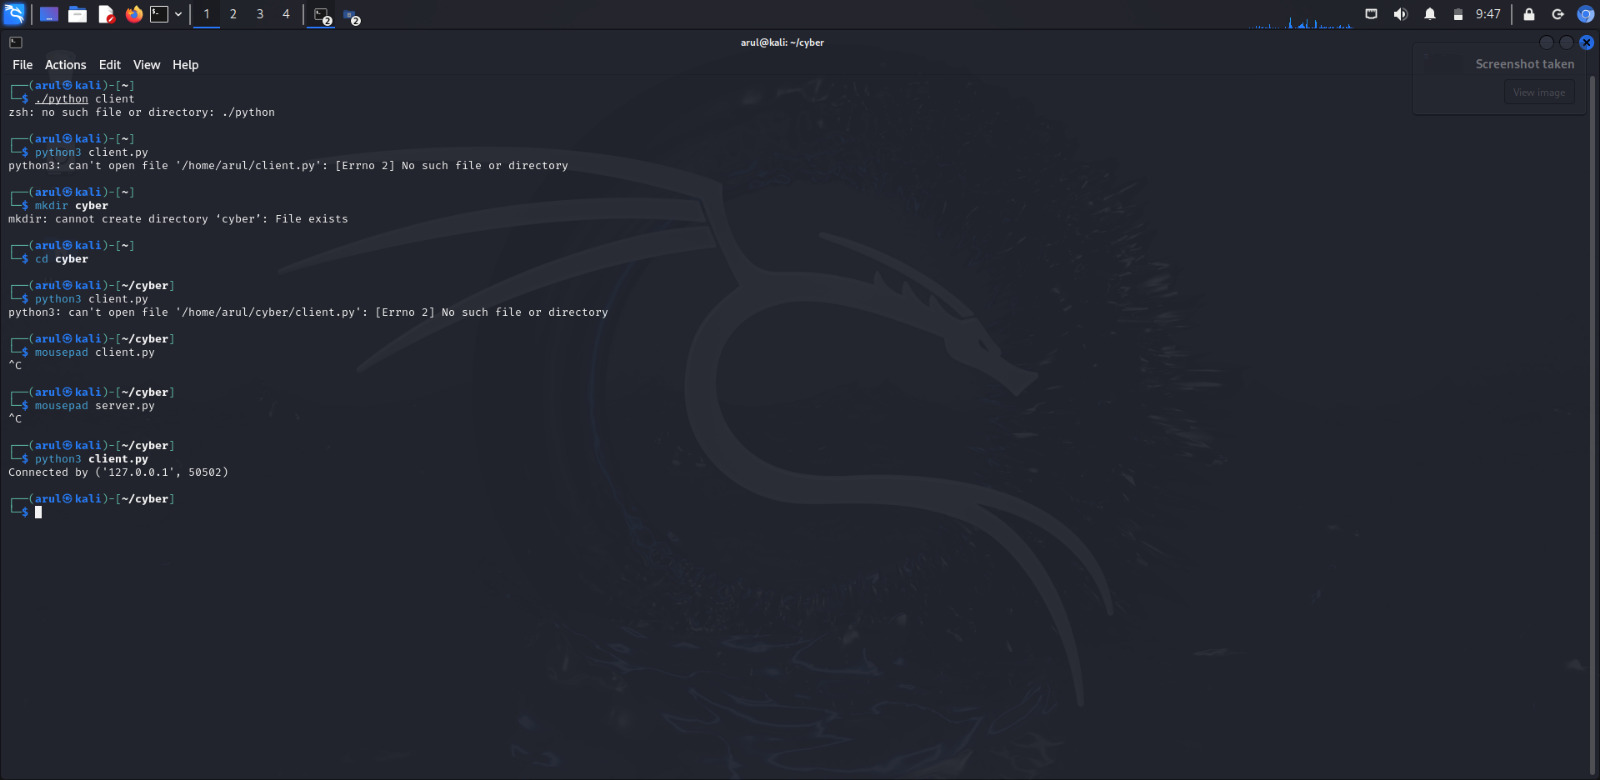 1 2 3 4 2 2 9:47
arul@kali: ~/cyber
File Actions Edit View Help
Screenshot taken
View image
┌──(arul㉿kali)-[~]
└─$ ./python client
zsh: no such file or directory: ./python
┌──(arul㉿kali)-[~]
└─$ python3 client.py
python3: can't open file '/home/arul/client.py': [Errno 2] No such file or directory
┌──(arul㉿kali)-[~]
└─$ mkdir cyber
mkdir: cannot create directory ‘cyber’: File exists
┌──(arul㉿kali)-[~]
└─$ cd cyber
┌──(arul㉿kali)-[~/cyber]
└─$ python3 client.py
python3: can't open file '/home/arul/cyber/client.py': [Errno 2] No such file or directory
┌──(arul㉿kali)-[~/cyber]
└─$ mousepad client.py
^C
┌──(arul㉿kali)-[~/cyber]
└─$ mousepad server.py
^C
┌──(arul㉿kali)-[~/cyber]
└─$ python3 client.py
Connected by ('127.0.0.1', 50502)
┌──(arul㉿kali)-[~/cyber]
└─$